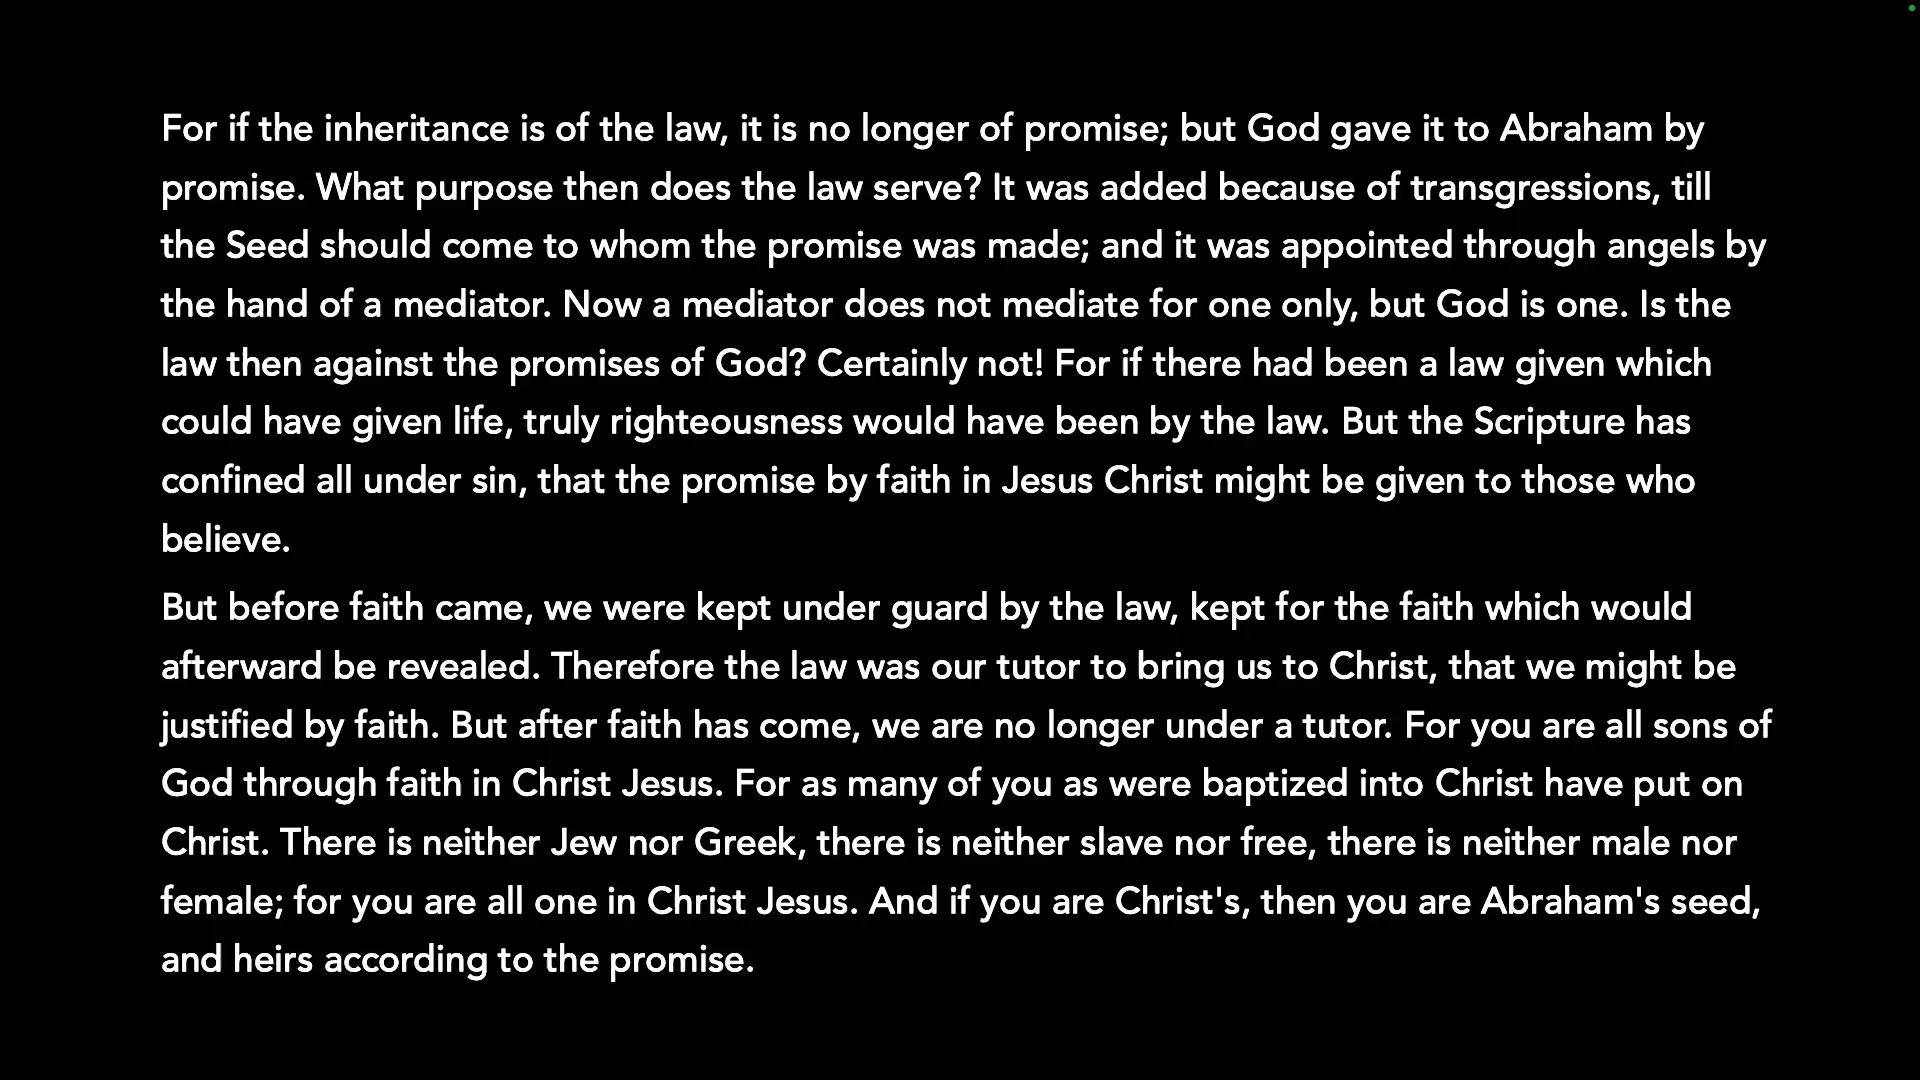 For if the inheritance is of the law, it is no longer of promise; but God gave it to Abraham by
promise. What purpose then does the law serve? It was added because of transgressions, till
the Seed should come to whom the promise was made; and it was appointed through angels by
the hand of a mediator. Now a mediator does not mediate for one only, but God is one. Is the
law then against the promises of God? Certainly not! For if there had been a law given which
could have given life, truly righteousness would have been by the law. But the Scripture has
confined all under sin, that the promise by faith in Jesus Christ might be given to those who
believe.
But before faith came, we were kept under guard by the law, kept for the faith which would
afterward be revealed. Therefore the law was our tutor to bring us to Christ, that we might be
justified by faith. But after faith has come, we are no longer under a tutor. For you are all sons of
God through faith in Christ Jesus. For as many of you as were baptized into Christ have put on
Christ. There is neither Jew nor Greek, there is neither slave nor free, there is neither male nor
female; for you are all one in Christ Jesus. And if you are Christ's, then you are Abraham's seed,
and heirs according to the promise.